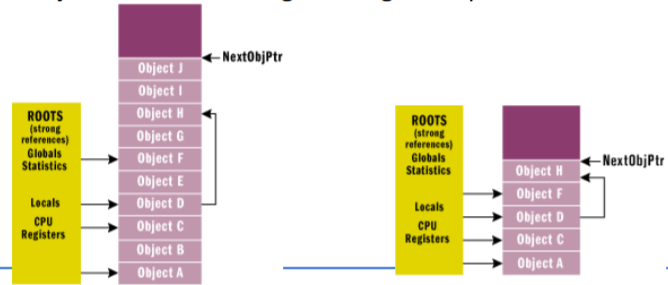 NextObjPtr
Object J
Object I
Object H
Object G
Object F
Object E
Object D
Object C
Object B
Object A
ROOTS
(strong
references)
Globals
Statistics
Locals
CPU
Registers
ROOTS
(strong
references)
Globals
Statistics
Locals
CPU
Registers
NextObjPtr
Object H
Object F
Object D
Object C
Object A